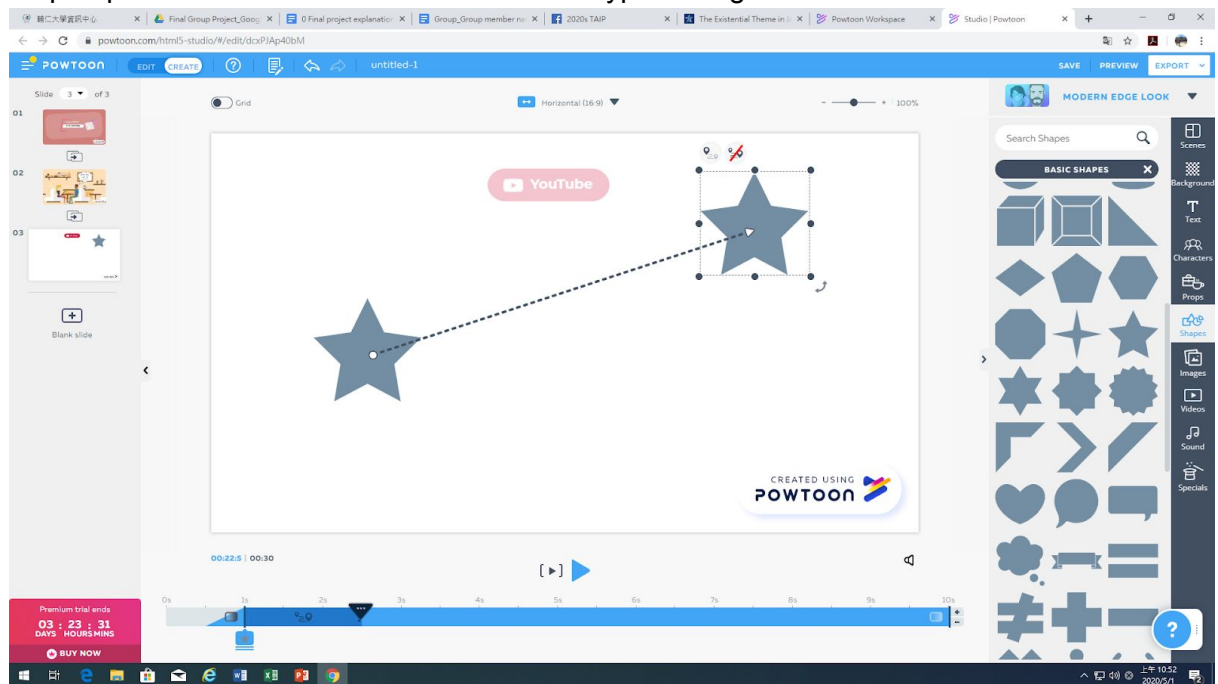 輔仁大學資訊中心
Final Group Project_Goog
0 Final project explanation
Group_Group member na
2020s TAIP
The Existential Theme in
Powtoon Workspace
Studio | Powtoon
powtoon.com/html5-studio/#/edit/dcxPJAp40bM
POWTOON
EDIT CREATE
untitled-1
SAVE PREVIEW EXPORT
Slide 3 of 3
Grid
Horizontal (16:9)
- + 100%
MODERN EDGE LOOK
01
02
03
Blank slide
YouTube
CREATED USING
POWTOON
Search Shapes
BASIC SHAPES
Scenes
Background
Text
Characters
Props
Shapes
Images
Videos
Sound
Specials
00:22:5 | 00:30
0s 1s 2s 3s 4s 5s 6s 7s 8s 9s 10s
Premium trial ends
03 : 23 : 31
DAYS HOURS MINS
BUY NOW
上午 10:52
2020/5/1